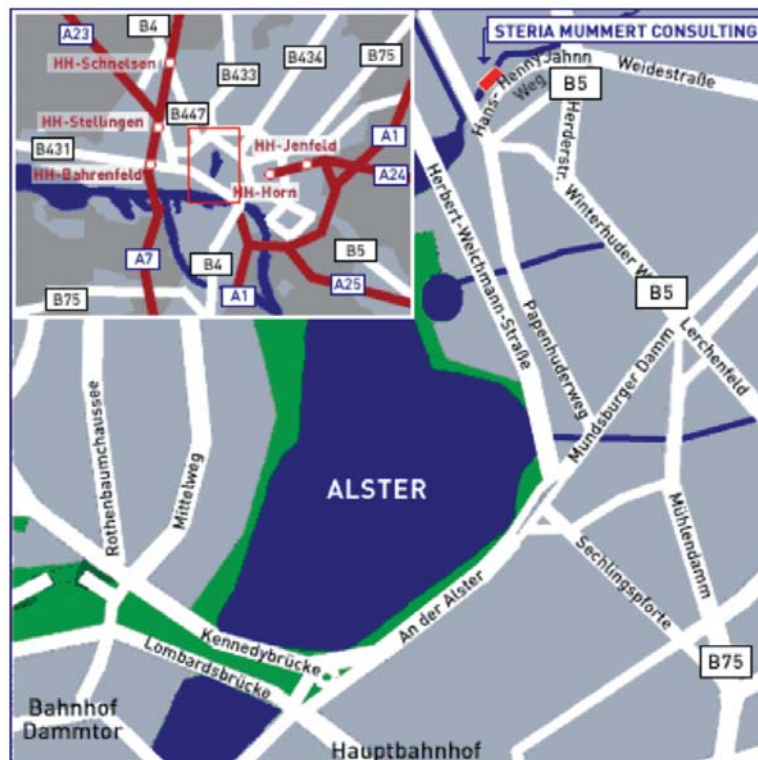 STERIA MUMMERT CONSULTING
A23
B4
B434
B75
HH-Schnelsen
B433
HH-Stellingen
B447
A1
B431
HH-Jenfeld
HH-Bahrenfeld
A24
HH-Horn
A7
B4
B5
B75
A1
A25
Hans-Henny Jahnn
Weg
Weidestraße
B5
Herderstr.
Herbert-Weichmann-Straße
Winterhuder W
B5
Papenhuderweg
Lerchenfeld
Mundsburger Damm
Rothenbaumchaussee
Mittelweg
ALSTER
Mühlendamm
Sechlingspforte
An der Alster
Kennedybrücke
Lombardsbrücke
B75
Bahnhof
Dammtor
Hauptbahnhof